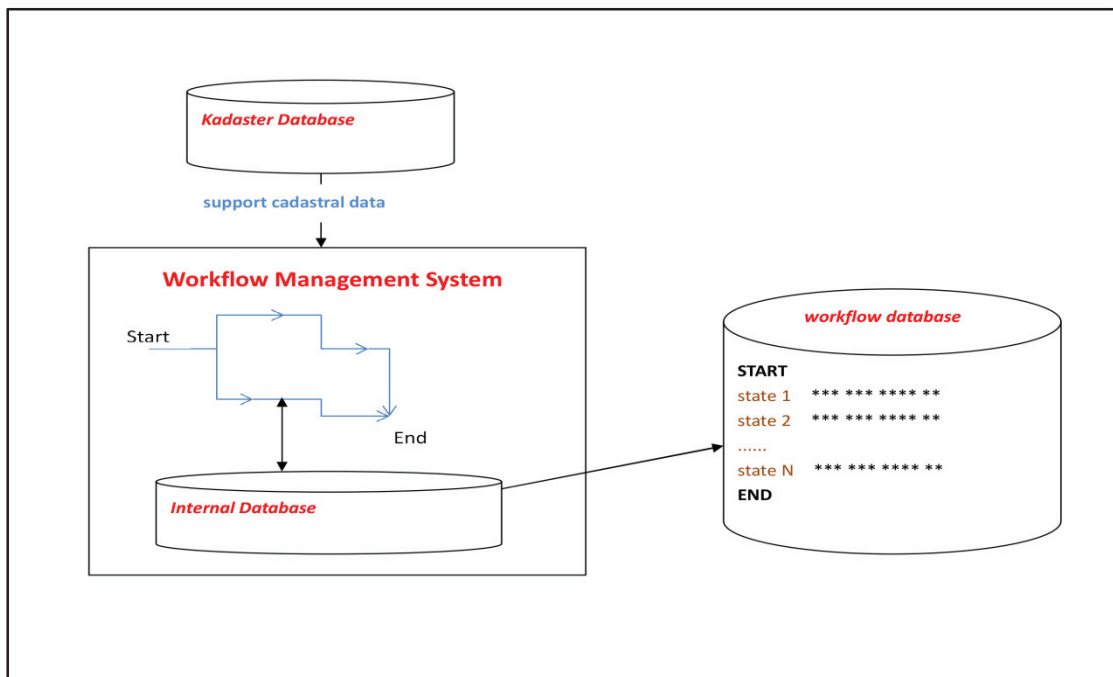 Kadaster Database
support cadastral data
Workflow Management System
Start
End
Internal Database
workflow database
START
state 1 *** *** **** **
state 2 *** *** **** **
......
state N *** *** **** **
END